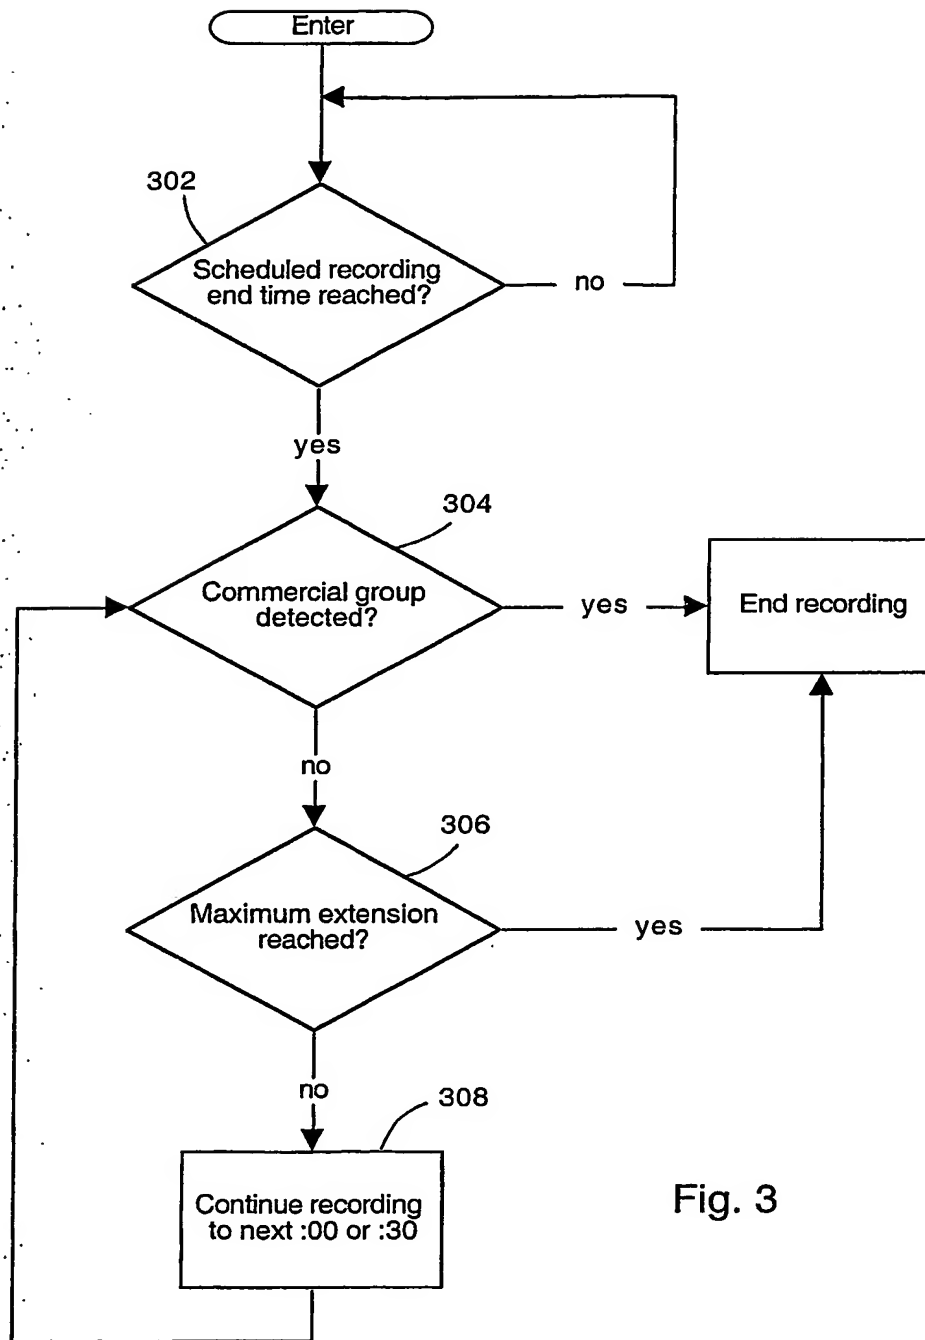 Enter
302
Scheduled recording
end time reached?
no
yes
304
Commercial group
detected?
yes
End recording
no
306
Maximum extension
reached?
yes
no
308
Continue recording
to next :00 or :30
Fig. 3